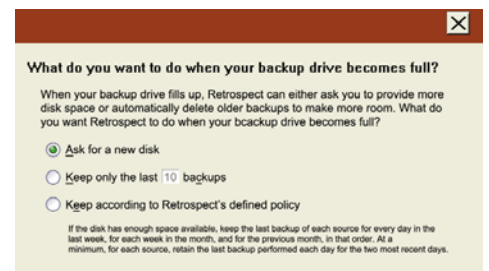 What do you want to do when your backup drive becomes full?
When your backup drive fills up, Retrospect can either ask you to provide more
disk space or automatically delete older backups to make more room. What do
you want Retrospect to do when your bcackup drive becomes full?
Ask for a new disk
Keep only the last 10 backups
Keep according to Retrospect's defined policy
If the disk has enough space available, keep the last backup of each source for every day in the
last week, for each week in the month, and for the previous month, in that order. At a
minimum, for each source, retain the last backup performed each day for the two most recent days.